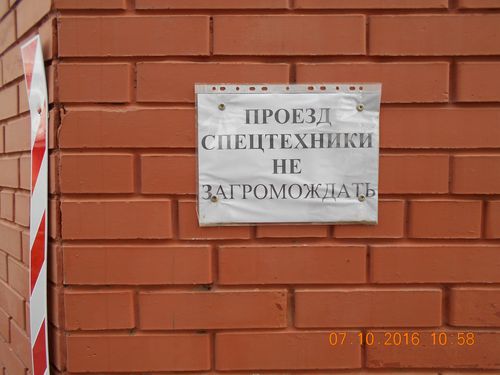 ПРОЕЗД
СПЕЦТЕХНИКИ
НЕ
ЗАГРОМОЖДАТЬ
07.10.2016 10:58